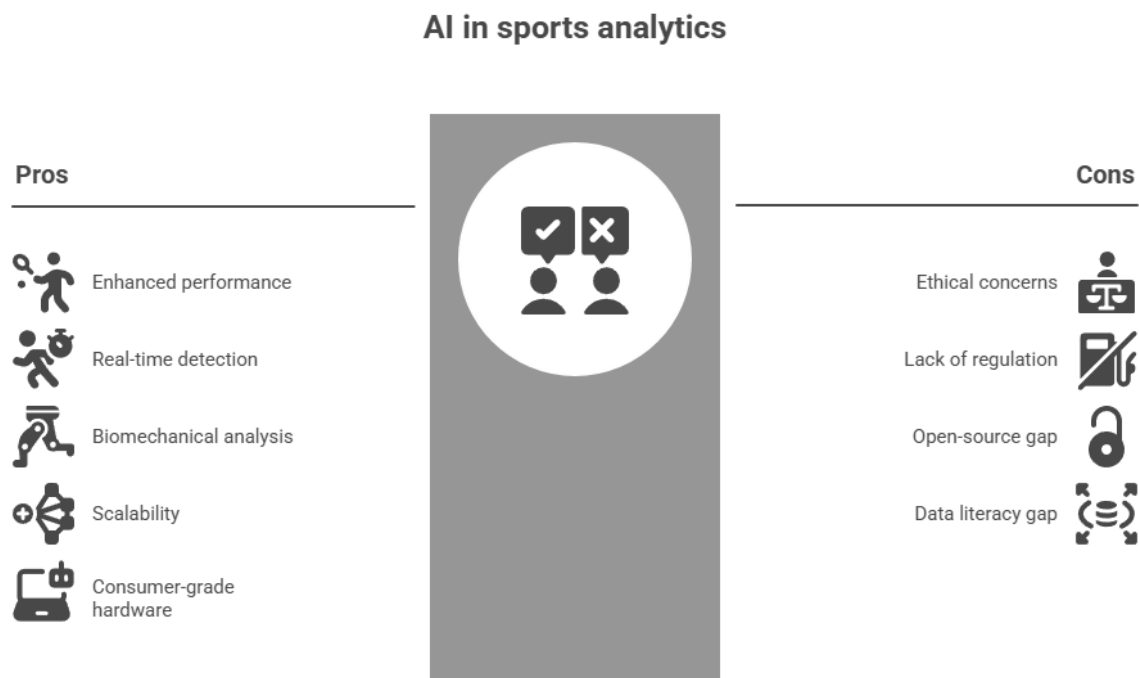 AI in sports analytics
Pros
Enhanced performance
Real-time detection
Biomechanical analysis
Scalability
Consumer-grade
hardware
Cons
Ethical concerns
Lack of regulation
Open-source gap
Data literacy gap